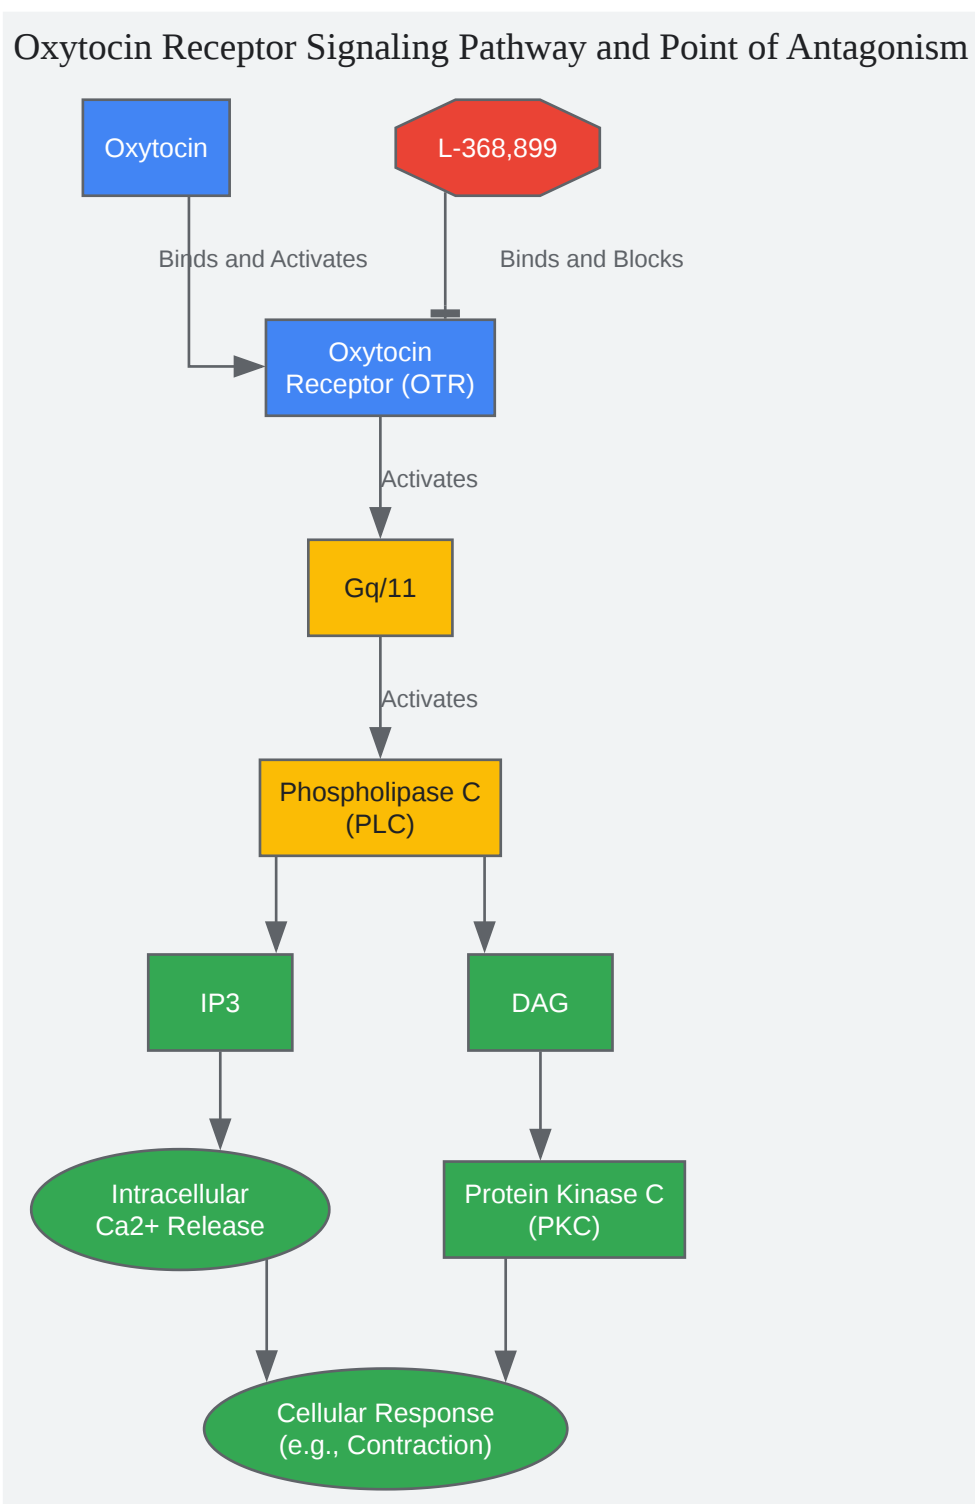 Oxytocin Receptor Signaling Pathway and Point of Antagonism
Oxytocin
L-368,899
Binds and Activates
Binds and Blocks
Oxytocin
Receptor (OTR)
Activates
Gq/11
Activates
Phospholipase C
(PLC)
IP3
DAG
Intracellular
Ca2+ Release
Protein Kinase C
(PKC)
Cellular Response
(e.g., Contraction)